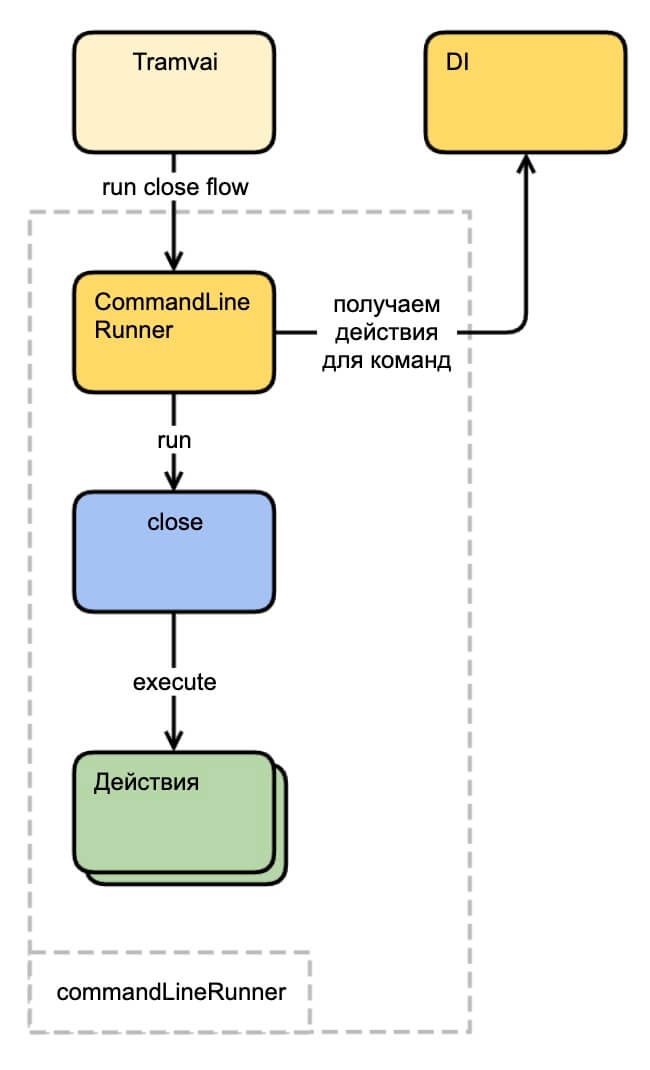 Tramvai
DI
run close flow
CommandLine
Runner
получаем
действия
для команд
run
close
execute
Действия
commandLineRunner